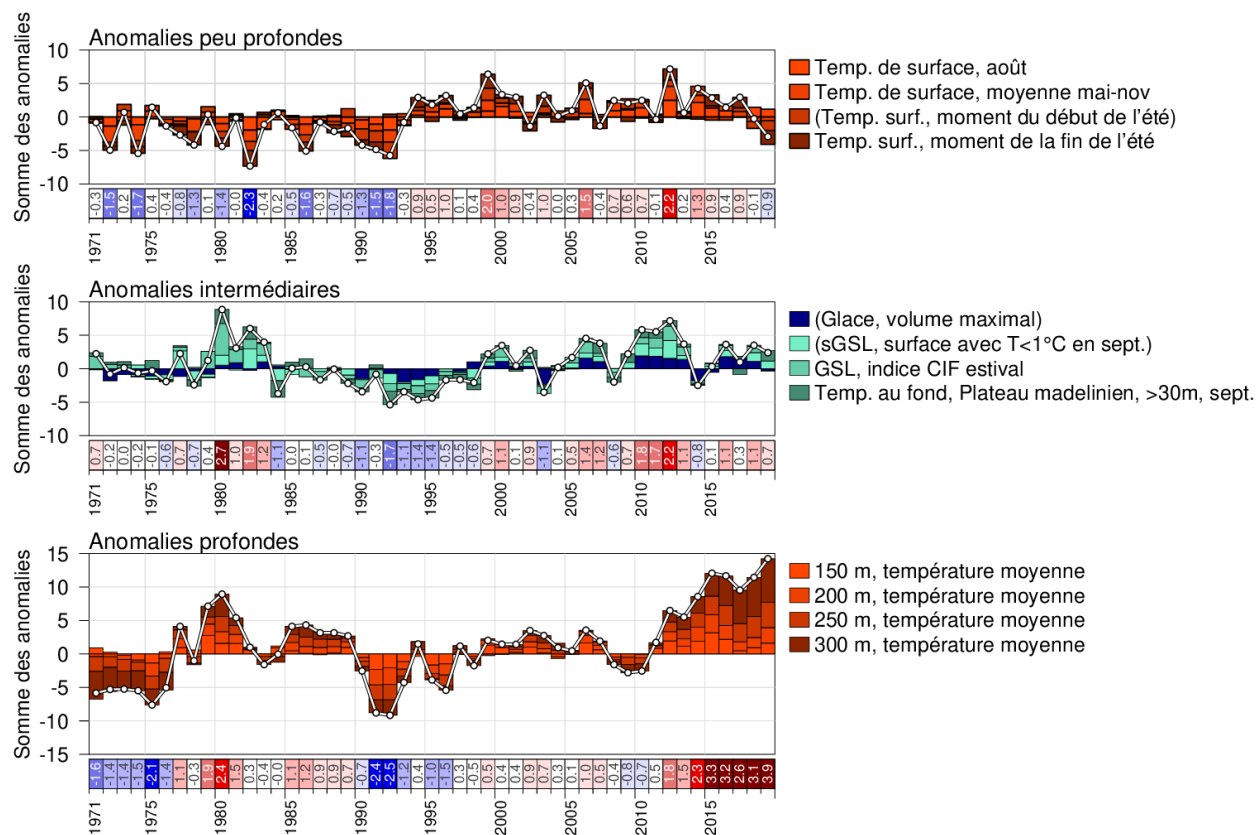 Anomalies peu profondes
Somme des anomalies
10
5
0
-5
-10
Temp. de surface, août
Temp. de surface, moyenne mai-nov
(Temp. surf., moment du début de l'été)
Temp. surf., moment de la fin de l'été
-0.3 -1.5 0.2 -1.7 0.4 -0.4 -0.8 -1.3 0.1 -1.4 -0.0 -2.3 -0.4 0.2 -0.5 -1.6 -0.3 -0.7 -0.5 -1.3 -1.5 -1.8 -0.3 0.9 0.5 1.0 0.1 0.4 2.0 1.0 0.9 -0.4 1.0 0.0 0.3 1.5 -0.4 0.7 0.6 0.7 -0.1 2.2 0.2 1.3 0.9 0.4 0.9 -0.1 -0.9
1971 1975 1980 1985 1990 1995 2000 2005 2010 2015
Anomalies intermédiaires
Somme des anomalies
10
5
0
-5
-10
(Glace, volume maximal)
(sGSL, surface avec T<1°C en sept.)
GSL, indice CIF estival
Temp. au fond, Plateau madelinien, >30m, sept.
0.7 -0.2 0.0 -0.2 -0.1 -0.6 0.7 -0.7 0.4 2.7 1.0 1.9 1.2 -1.1 0.0 0.1 -0.5 -0.0 -0.7 -1.1 -0.3 -1.7 -1.1 -1.4 -1.4 -0.5 -0.5 -0.6 0.7 1.1 0.1 0.9 -1.1 0.1 0.5 1.4 1.2 -0.6 0.7 1.8 1.7 2.2 1.1 -0.8 0.1 1.1 0.3 1.1 0.7
1971 1975 1980 1985 1990 1995 2000 2005 2010 2015
Anomalies profondes
Somme des anomalies
15
10
5
0
-5
-10
-15
150 m, température moyenne
200 m, température moyenne
250 m, température moyenne
300 m, température moyenne
-1.6 -1.4 -1.4 -1.5 -2.1 -1.4 1.1 -0.3 1.9 2.4 1.5 0.3 -0.4 -0.0 1.1 1.2 0.9 0.9 0.7 -0.7 -2.4 -2.5 -1.2 0.4 -1.0 -1.5 0.3 -0.5 0.5 0.4 0.4 0.9 0.7 0.3 0.1 1.0 0.5 -0.4 -0.8 -0.7 0.5 1.8 1.5 2.3 3.3 3.2 2.6 3.1 3.9
1971 1975 1980 1985 1990 1995 2000 2005 2010 2015